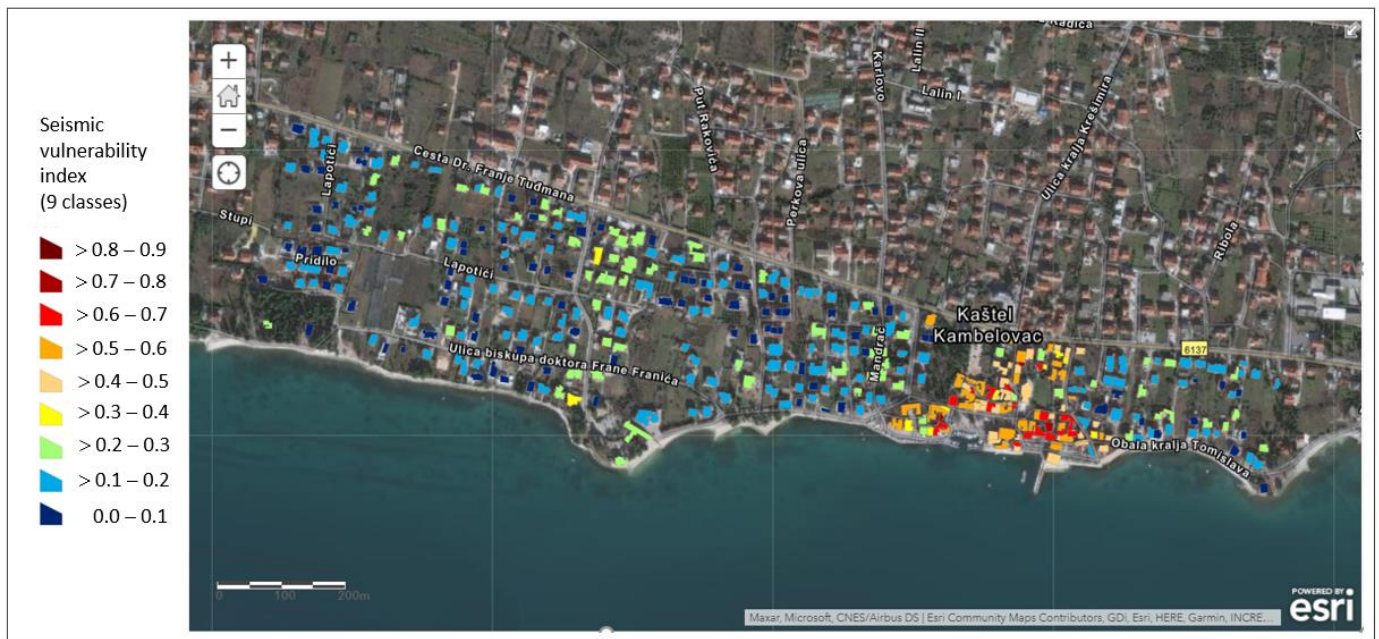 Seismic
vulnerability
index
(9 classes)
> 0.8 – 0.9
> 0.7 – 0.8
> 0.6 – 0.7
> 0.5 – 0.6
> 0.4 – 0.5
> 0.3 – 0.4
> 0.2 – 0.3
> 0.1 – 0.2
0.0 – 0.1
+
−
Lalin II
Karlovo
Lalin I
Ulica kralja Krešimira
Put Rakovića
Perkova ulica
Cesta Dr. Franje Tuđmana
Lapotići
Stupi
Pridilo
Lapotići
Ribola
Kaštel
Kambelovac
Mandrač
6137
Ulica biskupa doktora Frane Franića
Obala kralja Tomislava
0 100 200m
Maxar, Microsoft, CNES/Airbus DS | Esri Community Maps Contributors, GDi, Esri, HERE, Garmin, INCRE...
POWERED BY
esri